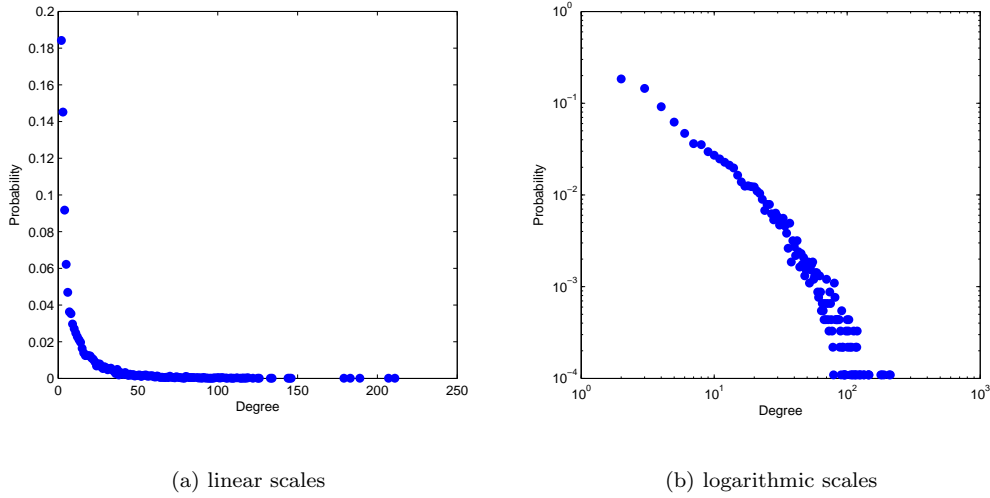 0.2
0.18
0.16
0.14
0.12
0.1
0.08
0.06
0.04
0.02
0
Probability
0 50 100 150 200 250
Degree
10^0
10^-1
10^-2
10^-3
10^-4
Probability
10^0 10^1 10^2 10^3
Degree
(a) linear scales
(b) logarithmic scales